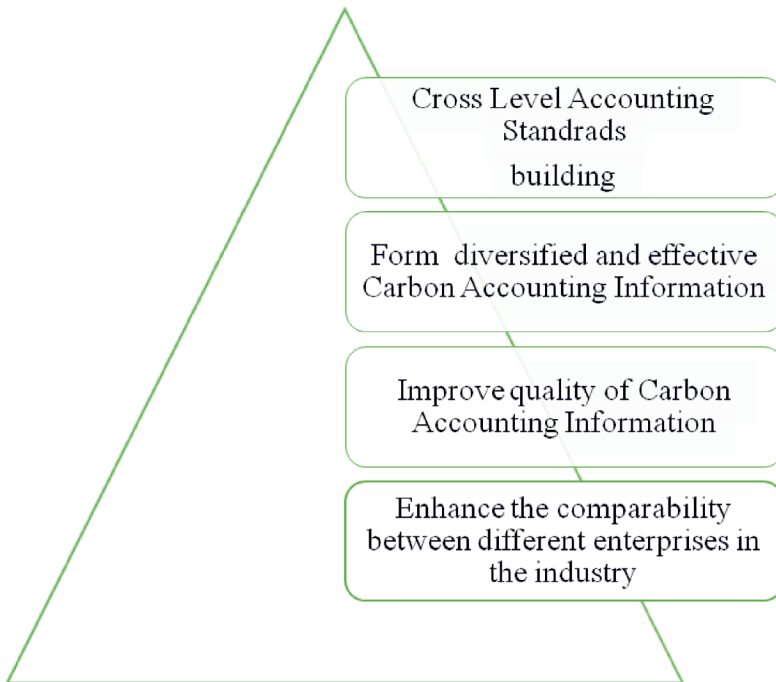 Cross Level Accounting
Standrads
building
Form diversified and effective
Carbon Accounting Information
Improve quality of Carbon
Accounting Information
Enhance the comparability
between different enterprises in
the industry